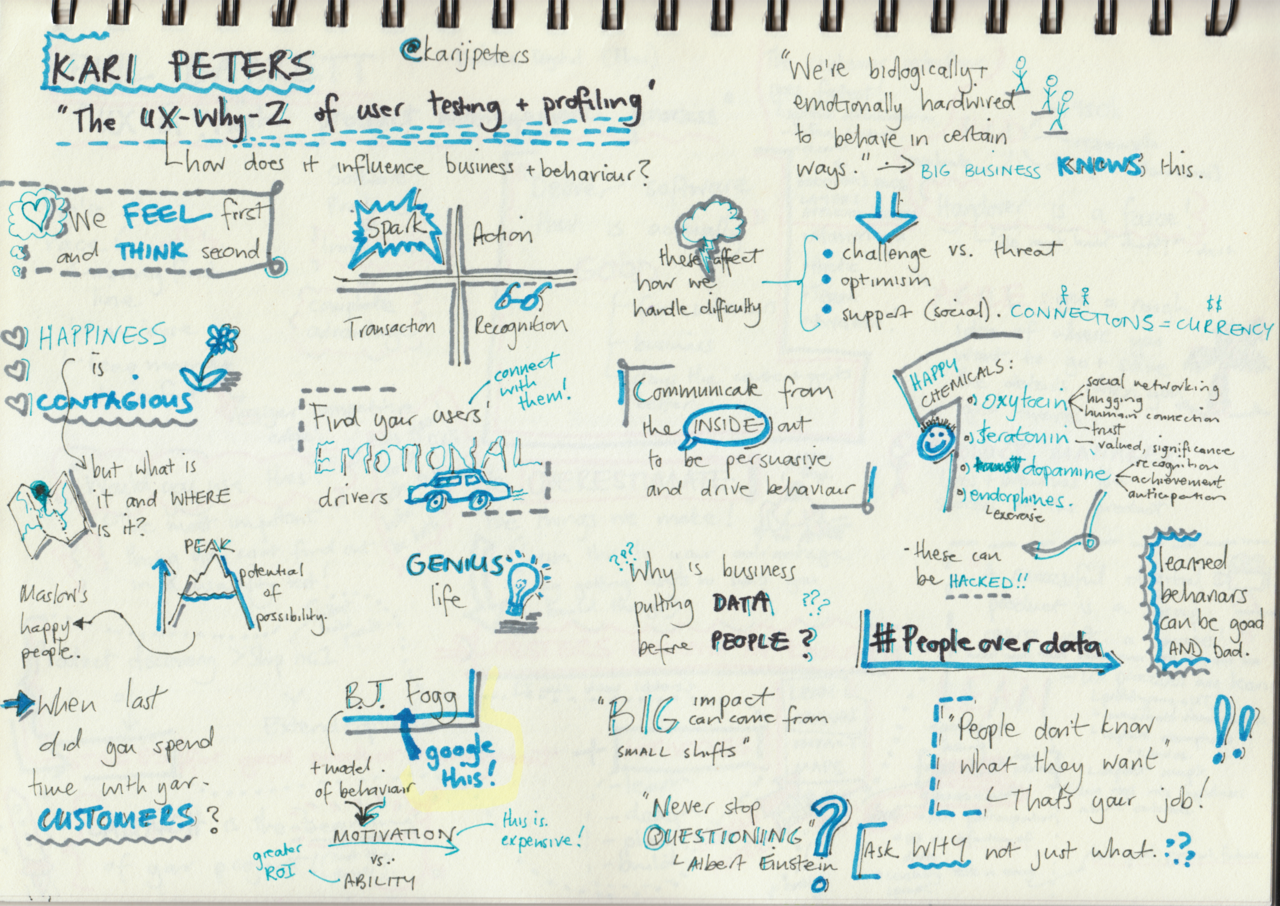 KARI PETERS
@karijpeters
"The UX-Why-Z of user testing + profiling"
how does it influence business + behaviour?
"We're biologically +
emotionally hardwired
to behave in certain
ways." → BIG BUSINESS KNOWS this.
We FEEL first
and THINK second
Spark
Action
Transaction
Recognition
these affect
how we
handle difficulty
• challenge vs. threat
• optimism
• support (social). CONNECTIONS = CURRENCY
$$
HAPPINESS
is
CONTAGIOUS
but what is
it and WHERE
is it?
connect
with
them!
Find your users'
EMOTIONAL
drivers
Communicate from
the INSIDE out
to be persuasive
and drive behaviour
HAPPY
CHEMICALS:
oxytocin
social networking
hugging
human connection
trust
seratonin
valued, significance
dopamine
recognition
achievement
anticipation
endorphines.
exercise
- these can
be HACKED!!
learned
behaviours
can be good
AND bad.
PEAK
potential
of
possibility.
Maslow's
happy
people.
GENIUS
life
???
Why is business
putting DATA ???
before PEOPLE?
#Peopleoverdata
When last
did you spend
time with your
CUSTOMERS?
B.J. Fogg
google
this!
+ model
of behaviour
MOTIVATION
this is
expensive!
vs.
ABILITY
greater
ROI
"BIG impact
can come from
SMALL shifts"
"Never stop
QUESTIONING"
Albert Einstein
?
"People don't know
what they want"
That's your job!
!!
Ask WHY not just what. ???